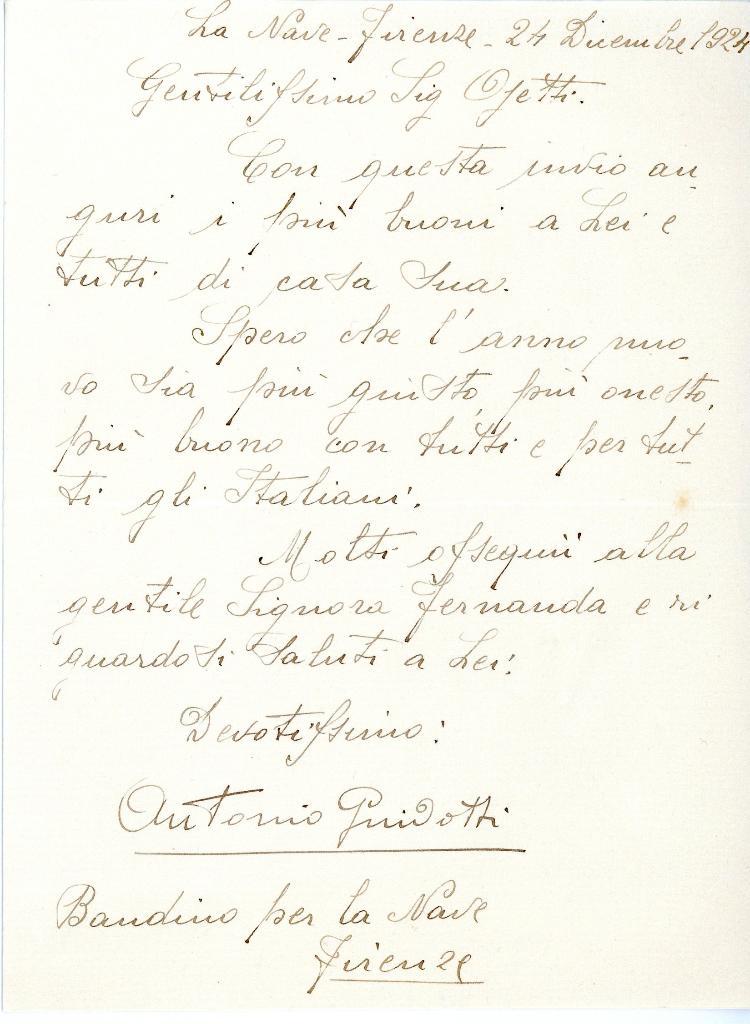 La Nave - Firenze - 24 Dicembre 1924
Gentilissimo Sig Ojetti.
Con questa invio au-
guri i più buoni a Lei e
tutti di casa Sua.
Spero che l'anno nuo-
vo sia più giusto, più onesto,
più buono con tutti e per tut-
ti gli Italiani.
Molti ossequii alla
gentile Signora Fernanda e ri
guardosi saluti a Lei.
Devotissimo:
Antonio Guidotti
Bandino per la Nave
Firenze